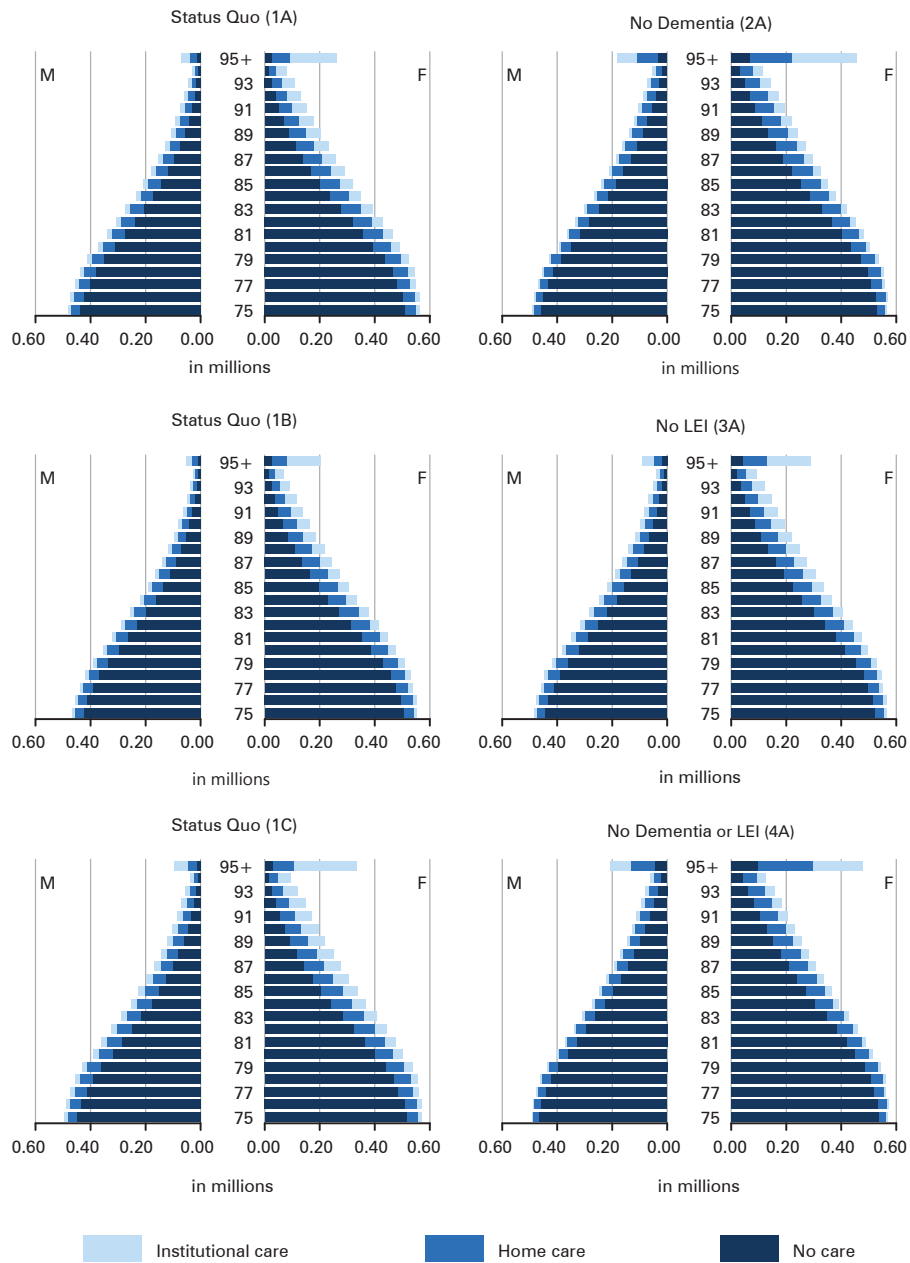 Status Quo (1A)
M
95+
F
93
91
89
87
85
83
81
79
77
75
0.60 0.40 0.20 0.00 0.00 0.20 0.40 0.60
in millions
No Dementia (2A)
M
95+
F
93
91
89
87
85
83
81
79
77
75
0.60 0.40 0.20 0.00 0.00 0.20 0.40 0.60
in millions
Status Quo (1B)
M
95+
F
93
91
89
87
85
83
81
79
77
75
0.60 0.40 0.20 0.00 0.00 0.20 0.40 0.60
in millions
No LEI (3A)
M
95+
F
93
91
89
87
85
83
81
79
77
75
0.60 0.40 0.20 0.00 0.00 0.20 0.40 0.60
in millions
Status Quo (1C)
M
95+
F
93
91
89
87
85
83
81
79
77
75
0.60 0.40 0.20 0.00 0.00 0.20 0.40 0.60
in millions
No Dementia or LEI (4A)
M
95+
F
93
91
89
87
85
83
81
79
77
75
0.60 0.40 0.20 0.00 0.00 0.20 0.40 0.60
in millions
Institutional care
Home care
No care